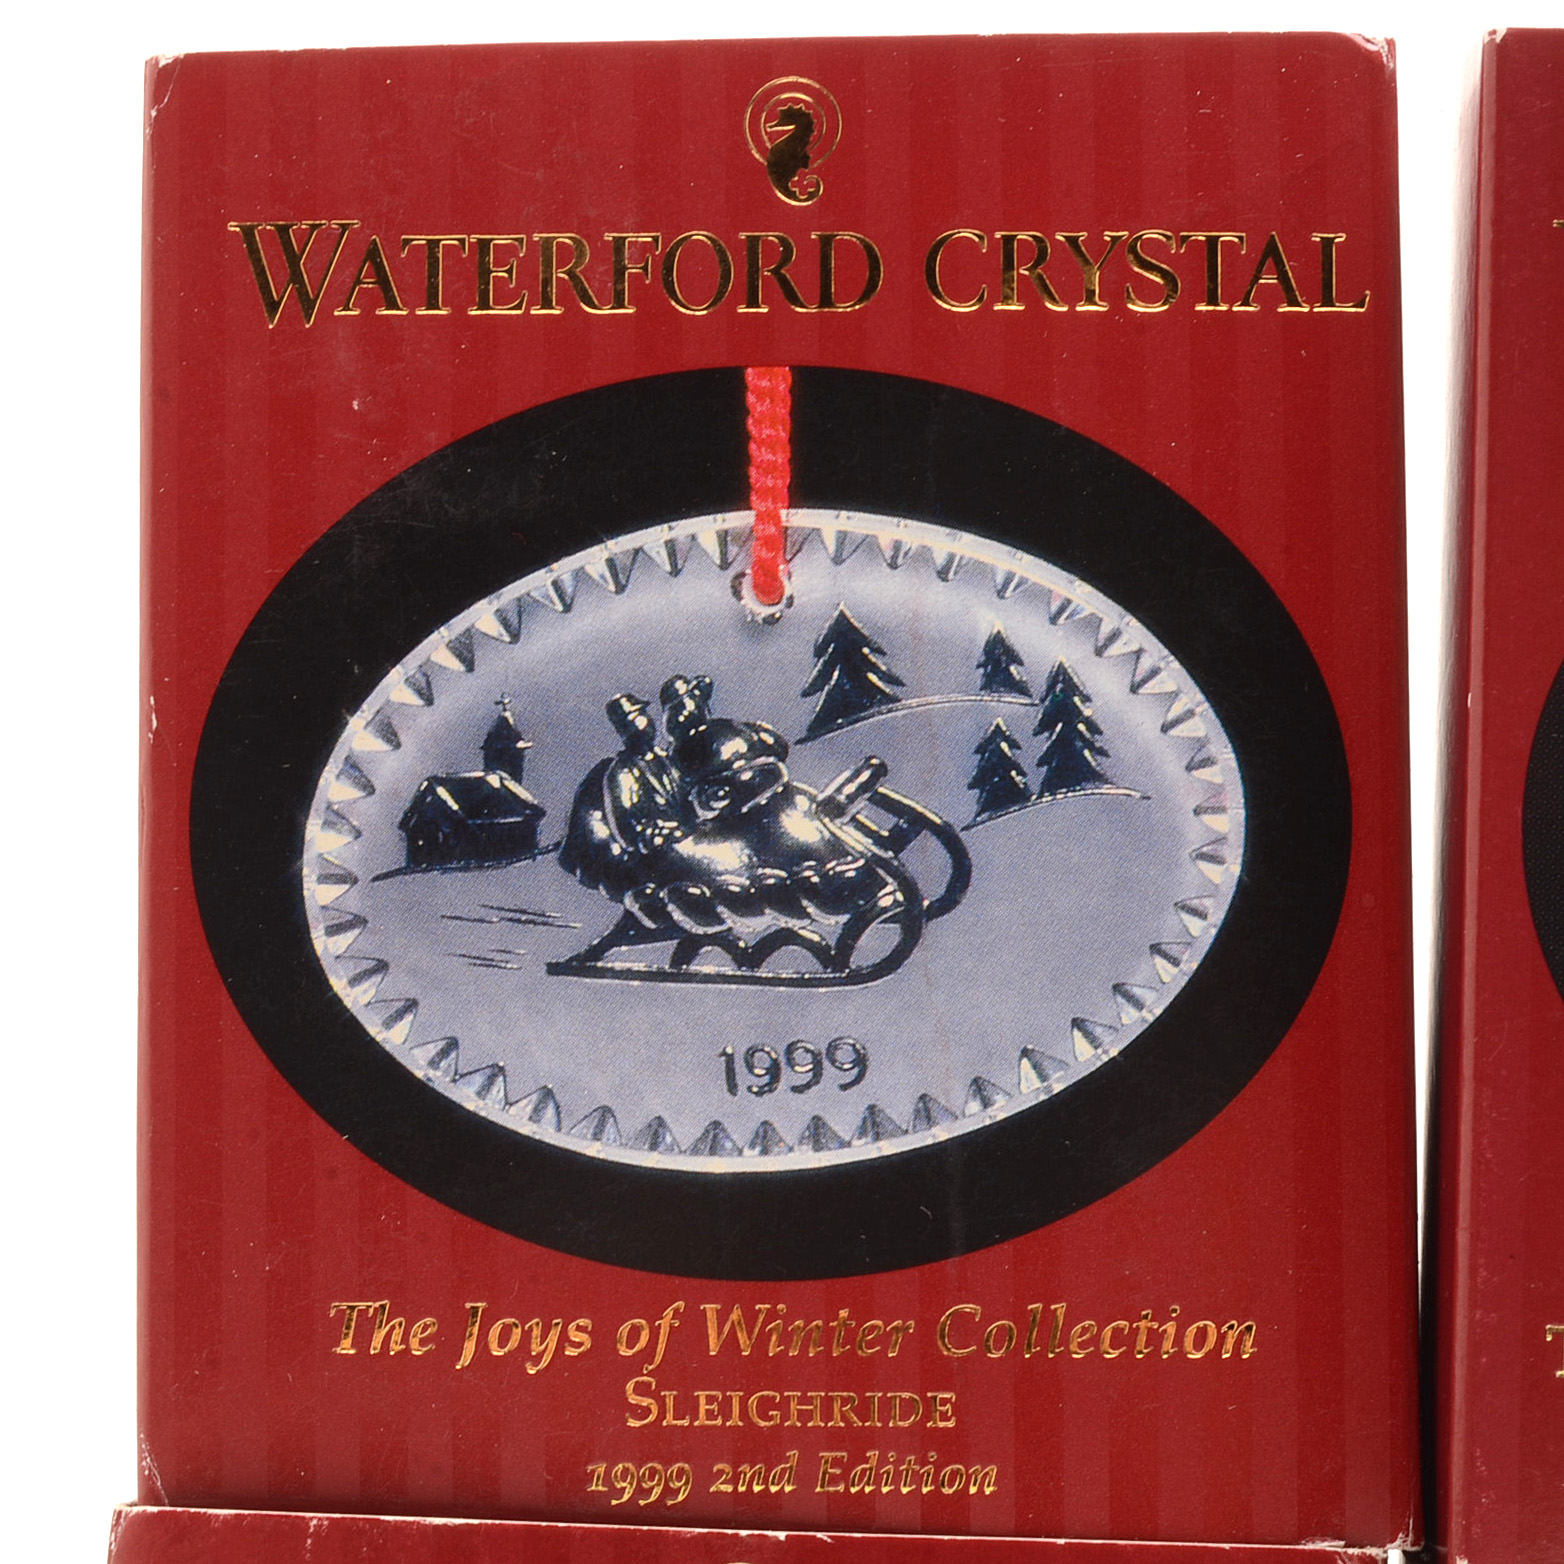 WATERFORD CRYSTAL
1999
The Joys of Winter Collection
SLEIGHRIDE
1999 2nd Edition